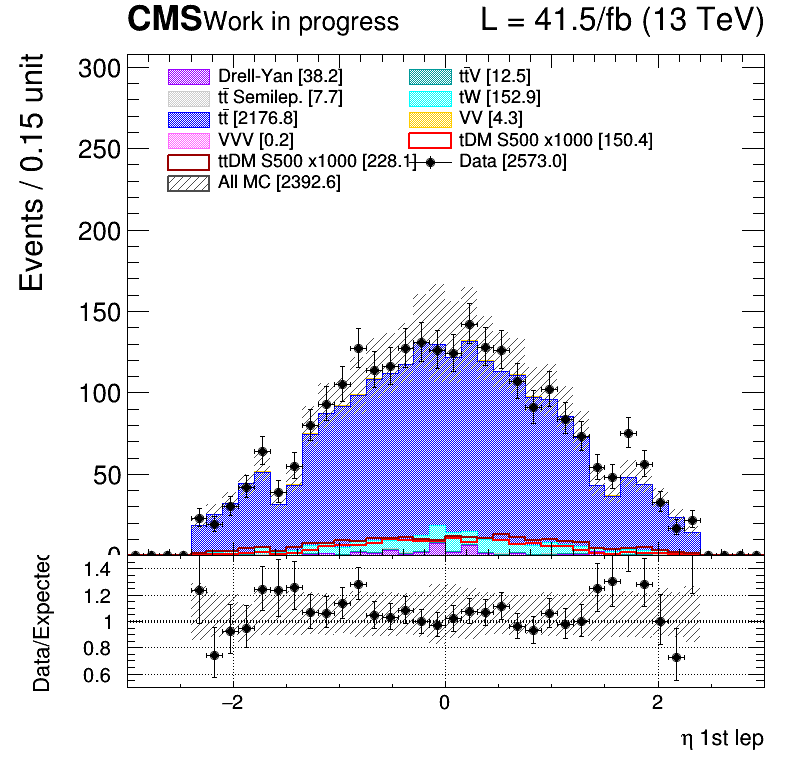 CMS Work in progress L = 41.5/fb (13 TeV)
Events / 0.15 unit
300
250
200
150
100
50
0
Drell-Yan [38.2]
tt̄ Semilep. [7.7]
tt̄ [2176.8]
VVV [0.2]
ttDM S500 x1000 [228.1]
All MC [2392.6]
tt̄V [12.5]
tW [152.9]
VV [4.3]
tDM S500 x1000 [150.4]
Data [2573.0]
Data/Expected
1.4
1.2
1
0.8
0.6
−2 0 2
η 1st lep